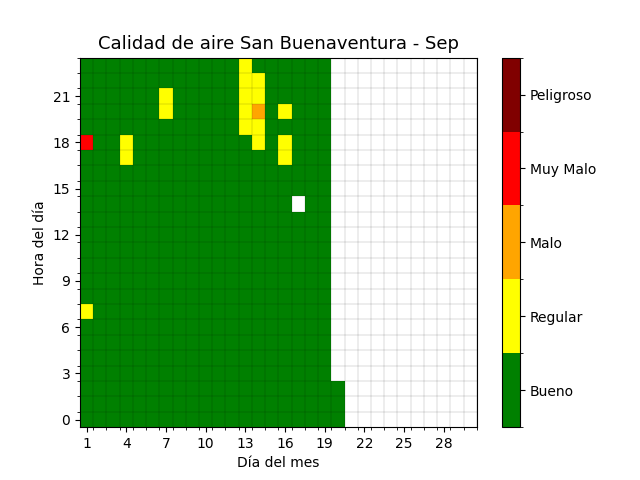 Calidad de aire San Buenaventura - Sep
Hora del día
21
18
15
12
9
6
3
0
1 4 7 10 13 16 19 22 25 28
Día del mes
Peligroso
Muy Malo
Malo
Regular
Bueno